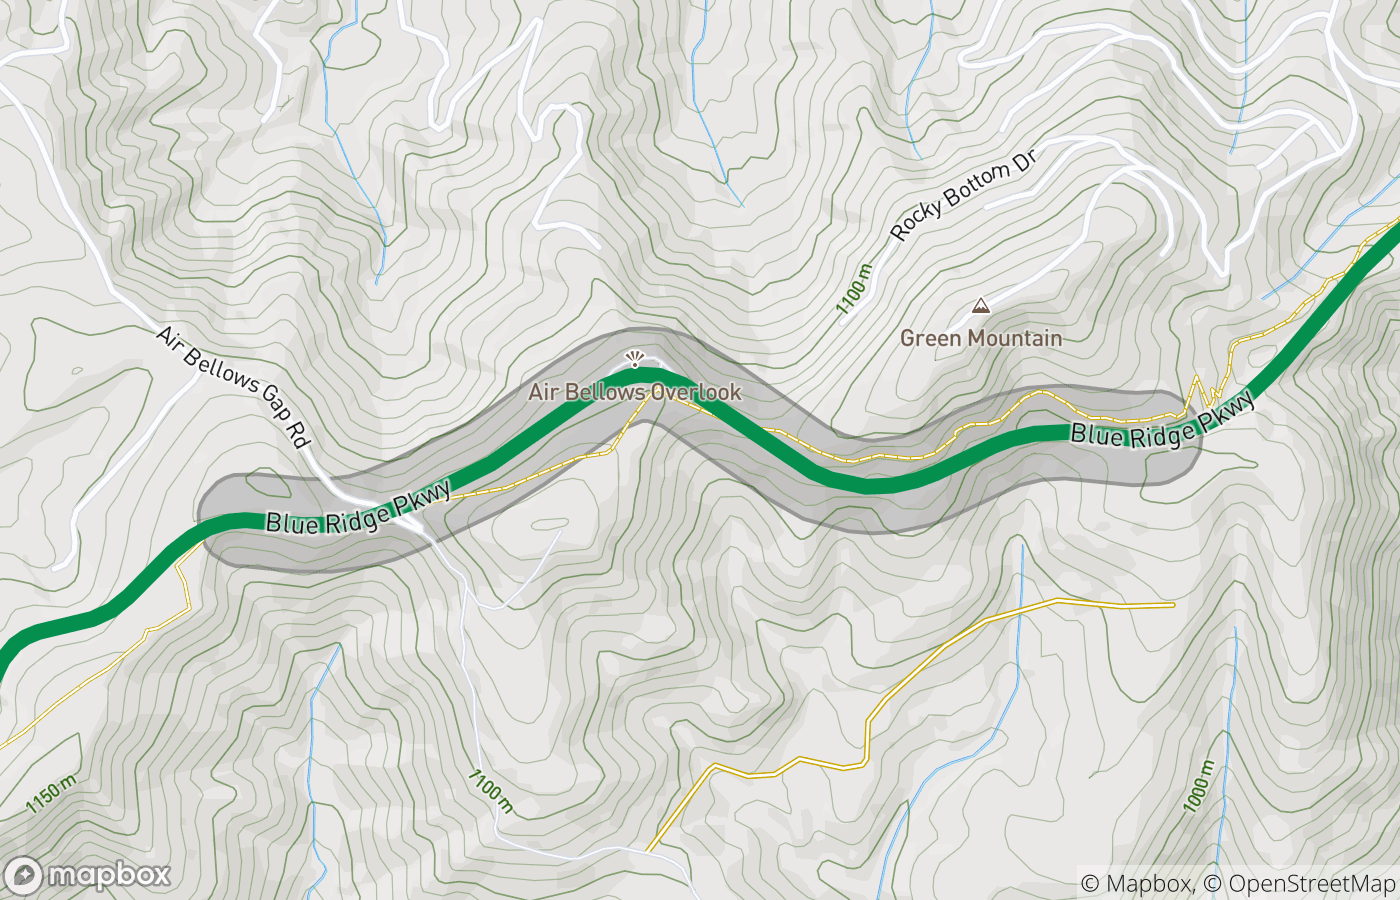 Rocky Bottom Dr
1100 m
Green Mountain
Air Bellows Gap Rd
Air Bellows Overlook
Blue Ridge Pkwy
Blue Ridge Pkwy
1150 m
1100 m
1000 m
mapbox
© Mapbox, © OpenStreetMap